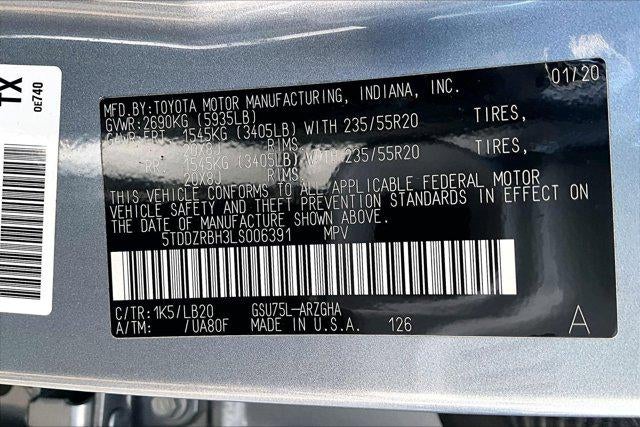 TX
0E740
MFD.BY:TOYOTA MOTOR MANUFACTURING, INDIANA, INC. 01/20
GVWR:2690KG (5935LB)
GAWR:FRT 1545KG (3405LB) WITH 235/55R20 TIRES,
20X8J RIMS,
RR 1545KG (3405LB) WITH 235/55R20 TIRES,
20X8J RIMS
THIS VEHICLE CONFORMS TO ALL APPLICABLE FEDERAL MOTOR
VEHICLE SAFETY AND THEFT PREVENTION STANDARDS IN EFFECT ON
THE DATE OF MANUFACTURE SHOWN ABOVE.
5TDDZRBH3LS006391 MPV
C/TR:1K5/LB20 GSU75L-ARZGHA
A/TM: /UA80F MADE IN U.S.A. 126 A